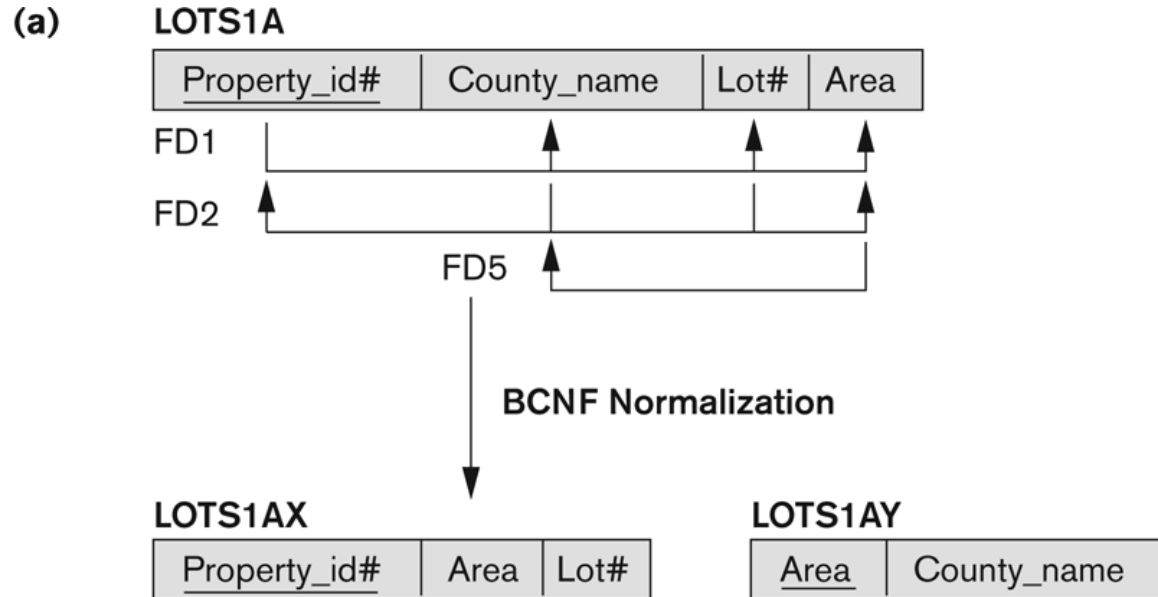 (a) LOTS1A
Property_id# County_name Lot# Area
FD1
FD2
FD5
BCNF Normalization
LOTS1AX LOTS1AY
Property_id# Area Lot# Area County_name